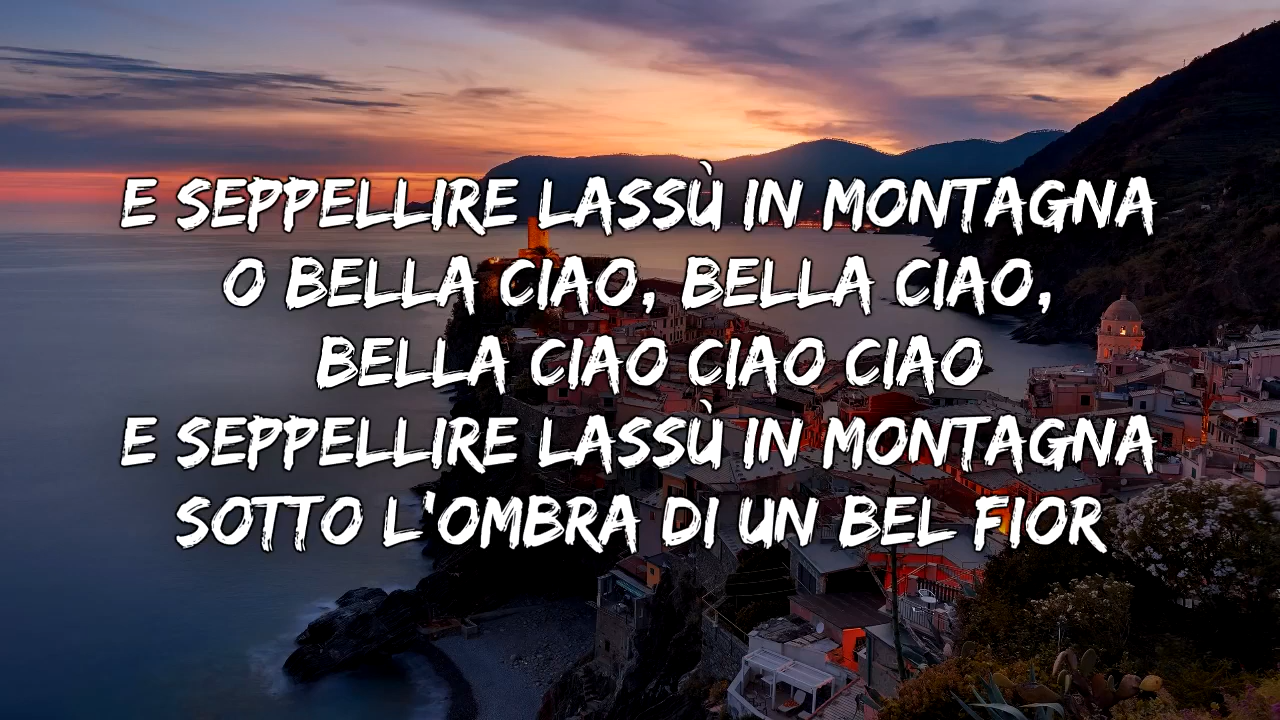 E SEPPELLIRE LASSÙ IN MONTAGNA
O BELLA CIAO, BELLA CIAO,
BELLA CIAO CIAO CIAO
E SEPPELLIRE LASSÙ IN MONTAGNA
SOTTO L'OMBRA DI UN BEL FIOR